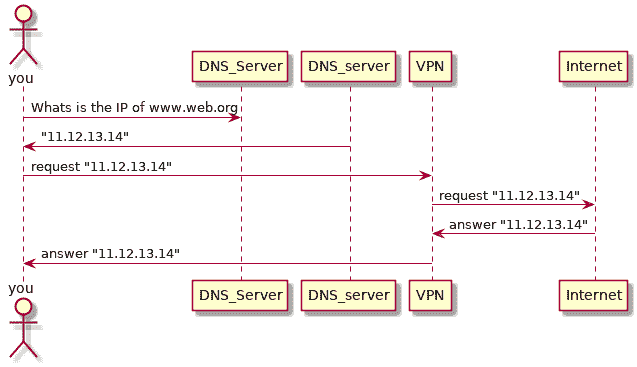 you
DNS_Server
DNS_server
VPN
Internet
Whats is the IP of www.web.org
"11.12.13.14"
request "11.12.13.14"
request "11.12.13.14"
answer "11.12.13.14"
answer "11.12.13.14"
you
DNS_Server
DNS_server
VPN
Internet